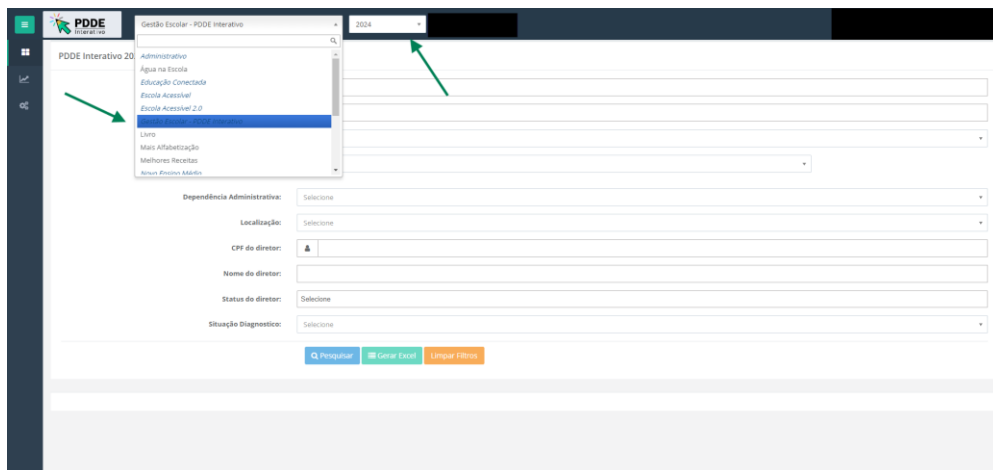 PDDE
Interativo
Gestão Escolar - PDDE Interativo
2024
PDDE Interativo 20
Administrativo
Água na Escola
Educação Conectada
Escola Acessível
Escola Acessível 2.0
Gestão Escolar - PDDE Interativo
Livro
Mais Alfabetização
Melhores Receitas
Novo Ensino Médio
Dependência Administrativa: Selecione
Localização: Selecione
CPF do diretor:
Nome do diretor:
Status do diretor: Selecione
Situação Diagnostico: Selecione
Pesquisar Gerar Excel Limpar Filtros